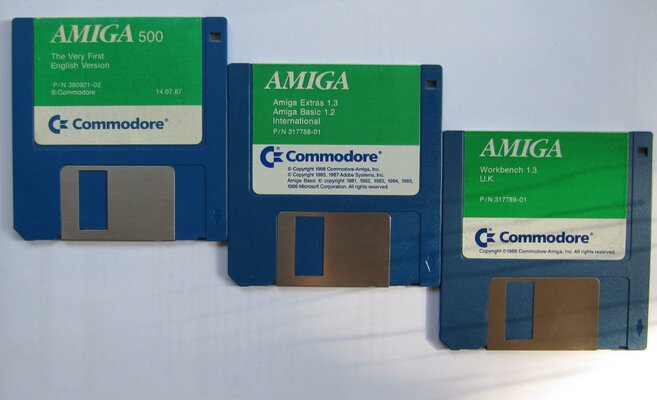 AMIGA 500
The Very First
English Version
P/N 380921-02
© Commodore 14.07.87
Commodore®
AMIGA
Amiga Extras 1.3
Amiga Basic 1.2
International
P/N 317788-01
Commodore®
© Copyright 1988 Commodore-Amiga, Inc.
© Copyright 1985, 1987 Adobe Systems, Inc.
Amiga Basic © copyright 1981, 1982, 1983, 1984, 1985,
1986 Microsoft Corporation. All rights reserved.
AMIGA
Workbench 1.3
U.K.
P/N 317789-01
Commodore®
Copyright © 1988 Commodore-Amiga, Inc. All rights reserved.